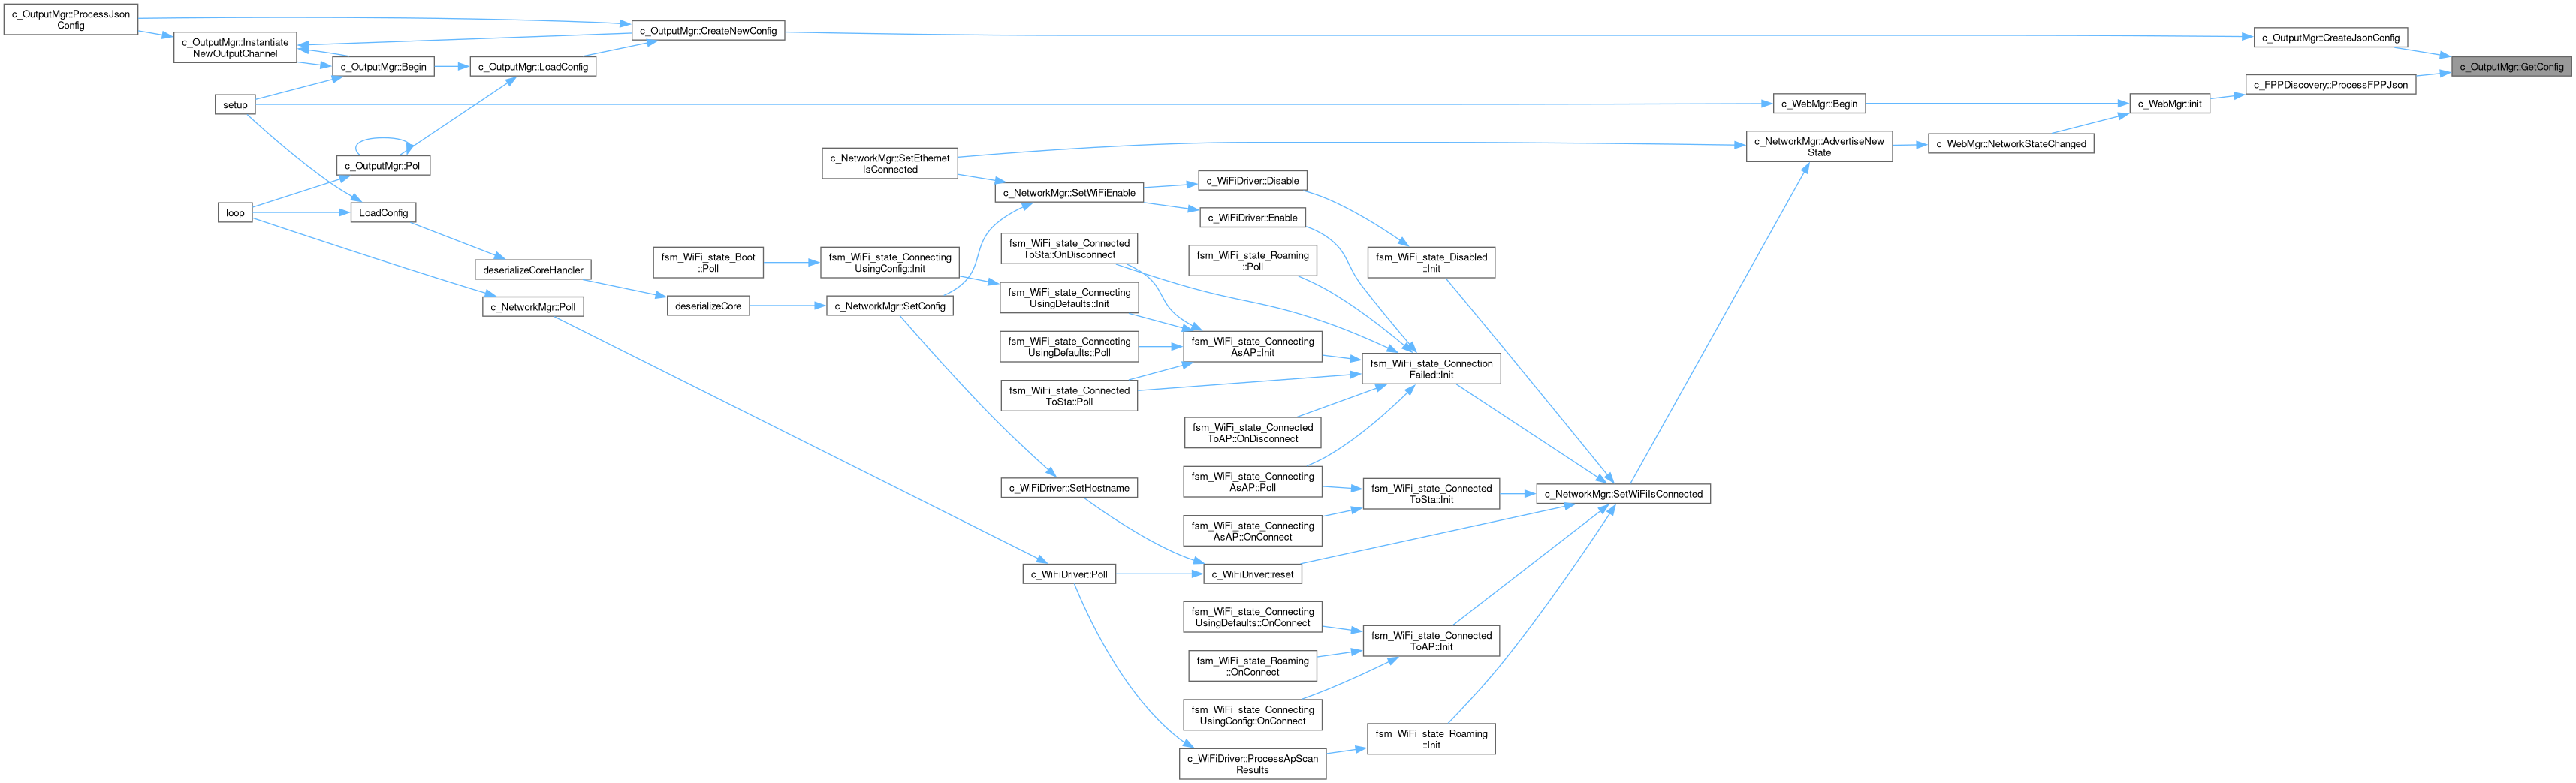 c_OutputMgr::ProcessJson
Config
c_OutputMgr::Instantiate
NewOutputChannel
c_OutputMgr::CreateNewConfig
c_OutputMgr::Begin
c_OutputMgr::LoadConfig
setup
c_OutputMgr::Poll
loop
LoadConfig
deserializeCoreHandler
c_NetworkMgr::Poll
fsm_WiFi_state_Boot
::Poll
deserializeCore
c_NetworkMgr::SetEthernet
IsConnected
fsm_WiFi_state_Connecting
UsingConfig::Init
c_NetworkMgr::SetConfig
c_NetworkMgr::SetWiFiEnable
fsm_WiFi_state_Connected
ToSta::OnDisconnect
fsm_WiFi_state_Connecting
UsingDefaults::Init
fsm_WiFi_state_Connecting
UsingDefaults::Poll
fsm_WiFi_state_Connected
ToSta::Poll
c_WiFiDriver::SetHostname
c_WiFiDriver::Poll
c_WiFiDriver::Disable
c_WiFiDriver::Enable
fsm_WiFi_state_Roaming
::Poll
fsm_WiFi_state_Connecting
AsAP::Init
fsm_WiFi_state_Connected
ToAP::OnDisconnect
fsm_WiFi_state_Connecting
AsAP::Poll
fsm_WiFi_state_Connecting
AsAP::OnConnect
c_WiFiDriver::reset
fsm_WiFi_state_Connecting
UsingDefaults::OnConnect
fsm_WiFi_state_Roaming
::OnConnect
fsm_WiFi_state_Connecting
UsingConfig::OnConnect
c_WiFiDriver::ProcessApScan
Results
fsm_WiFi_state_Disabled
::Init
fsm_WiFi_state_Connection
Failed::Init
fsm_WiFi_state_Connected
ToSta::Init
fsm_WiFi_state_Connected
ToAP::Init
fsm_WiFi_state_Roaming
::Init
c_NetworkMgr::SetWiFiIsConnected
c_WebMgr::Begin
c_NetworkMgr::AdvertiseNew
State
c_WebMgr::NetworkStateChanged
c_WebMgr::init
c_OutputMgr::CreateJsonConfig
c_FPPDiscovery::ProcessFPPJson
c_OutputMgr::GetConfig